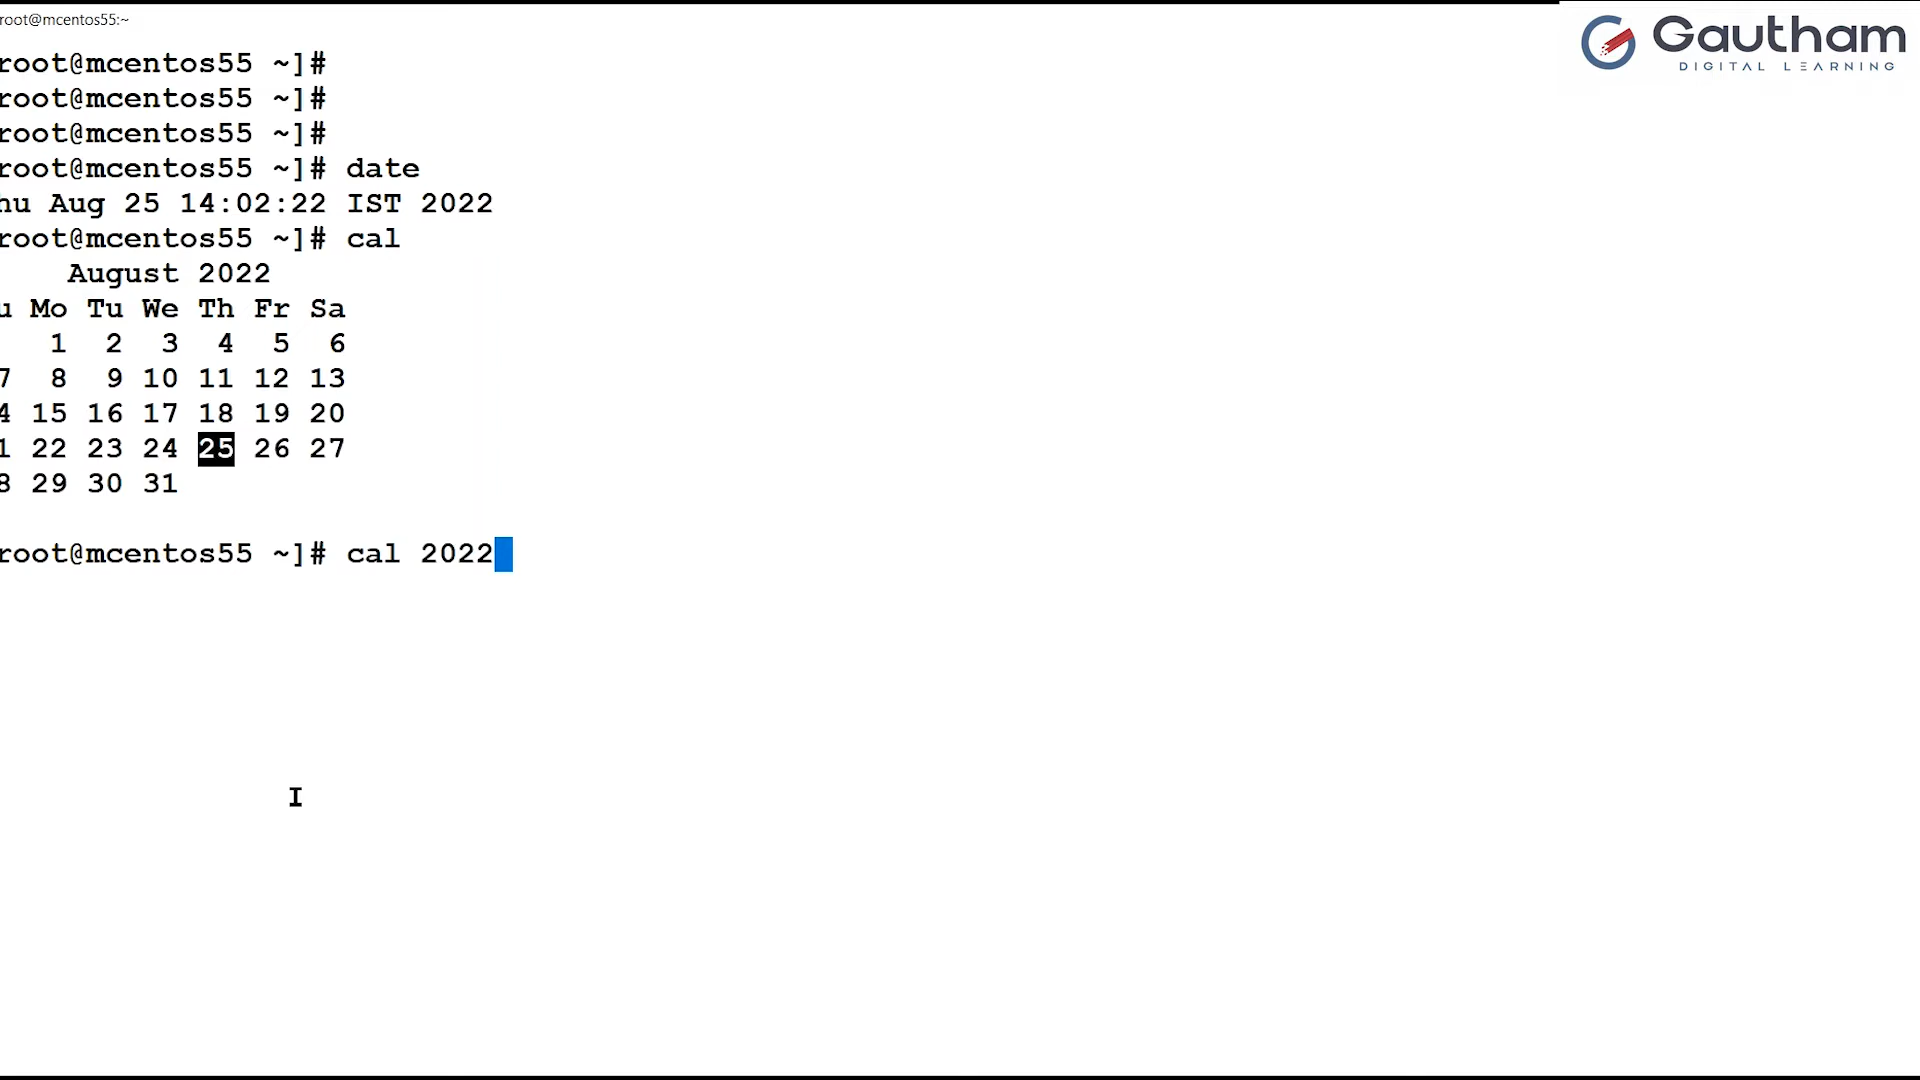 root@mcentos55:~
Gautham
DIGITAL LEARNING
root@mcentos55 ~]#
root@mcentos55 ~]#
root@mcentos55 ~]#
root@mcentos55 ~]# date
hu Aug 25 14:02:22 IST 2022
root@mcentos55 ~]# cal
August 2022
u Mo Tu We Th Fr Sa
1 2 3 4 5 6
7 8 9 10 11 12 13
4 15 16 17 18 19 20
1 22 23 24 25 26 27
8 29 30 31
root@mcentos55 ~]# cal 2022